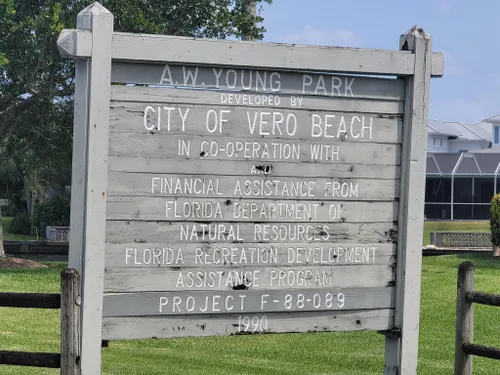 A.W. YOUNG PARK
DEVELOPED BY
CITY OF VERO BEACH
IN CO-OPERATION WITH
AND
FINANCIAL ASSISTANCE FROM
FLORIDA DEPARTMENT OF
NATURAL RESOURCES
FLORIDA RECREATION DEVELOPMENT
ASSISTANCE PROGRAM
PROJECT F-88-089
1990